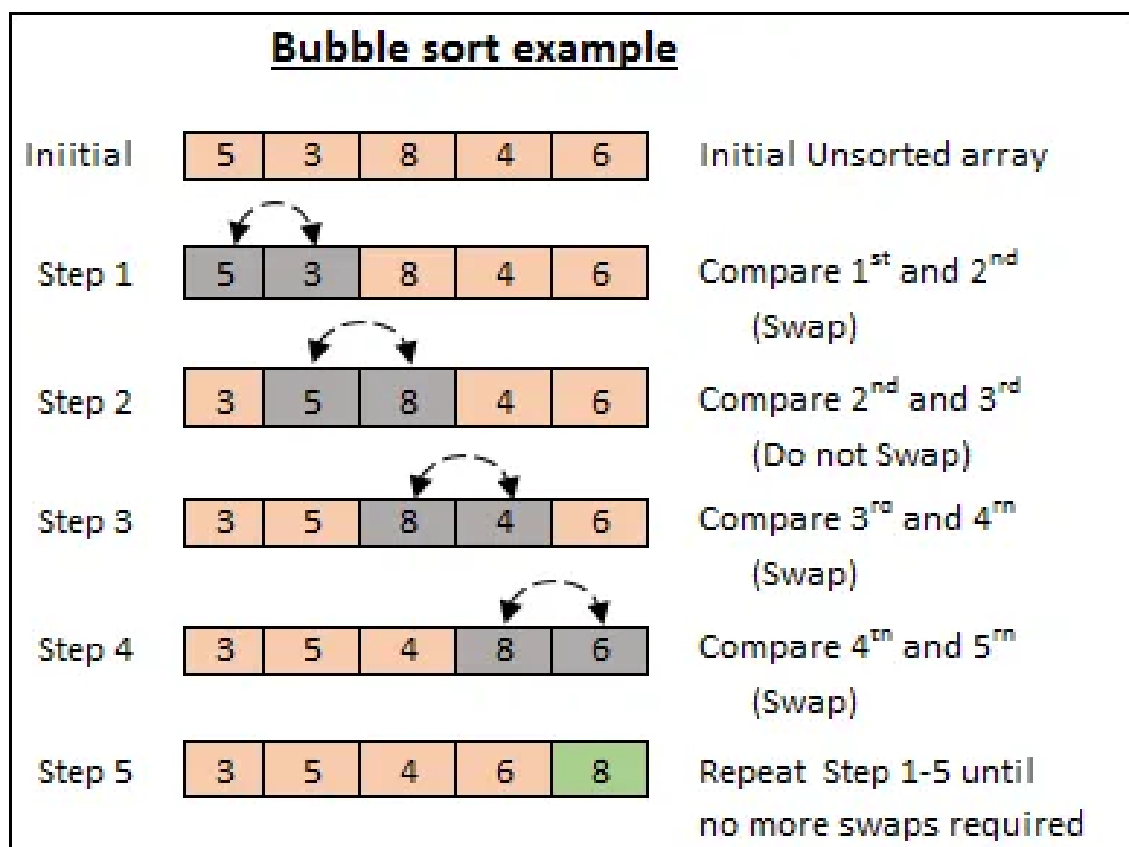 Bubble sort example
Iniitial 5 3 8 4 6 Initial Unsorted array
Step 1 5 3 8 4 6 Compare 1st and 2nd
(Swap)
Step 2 3 5 8 4 6 Compare 2nd and 3rd
(Do not Swap)
Step 3 3 5 8 4 6 Compare 3rd and 4th
(Swap)
Step 4 3 5 4 8 6 Compare 4th and 5th
(Swap)
Step 5 3 5 4 6 8 Repeat Step 1-5 until
no more swaps required